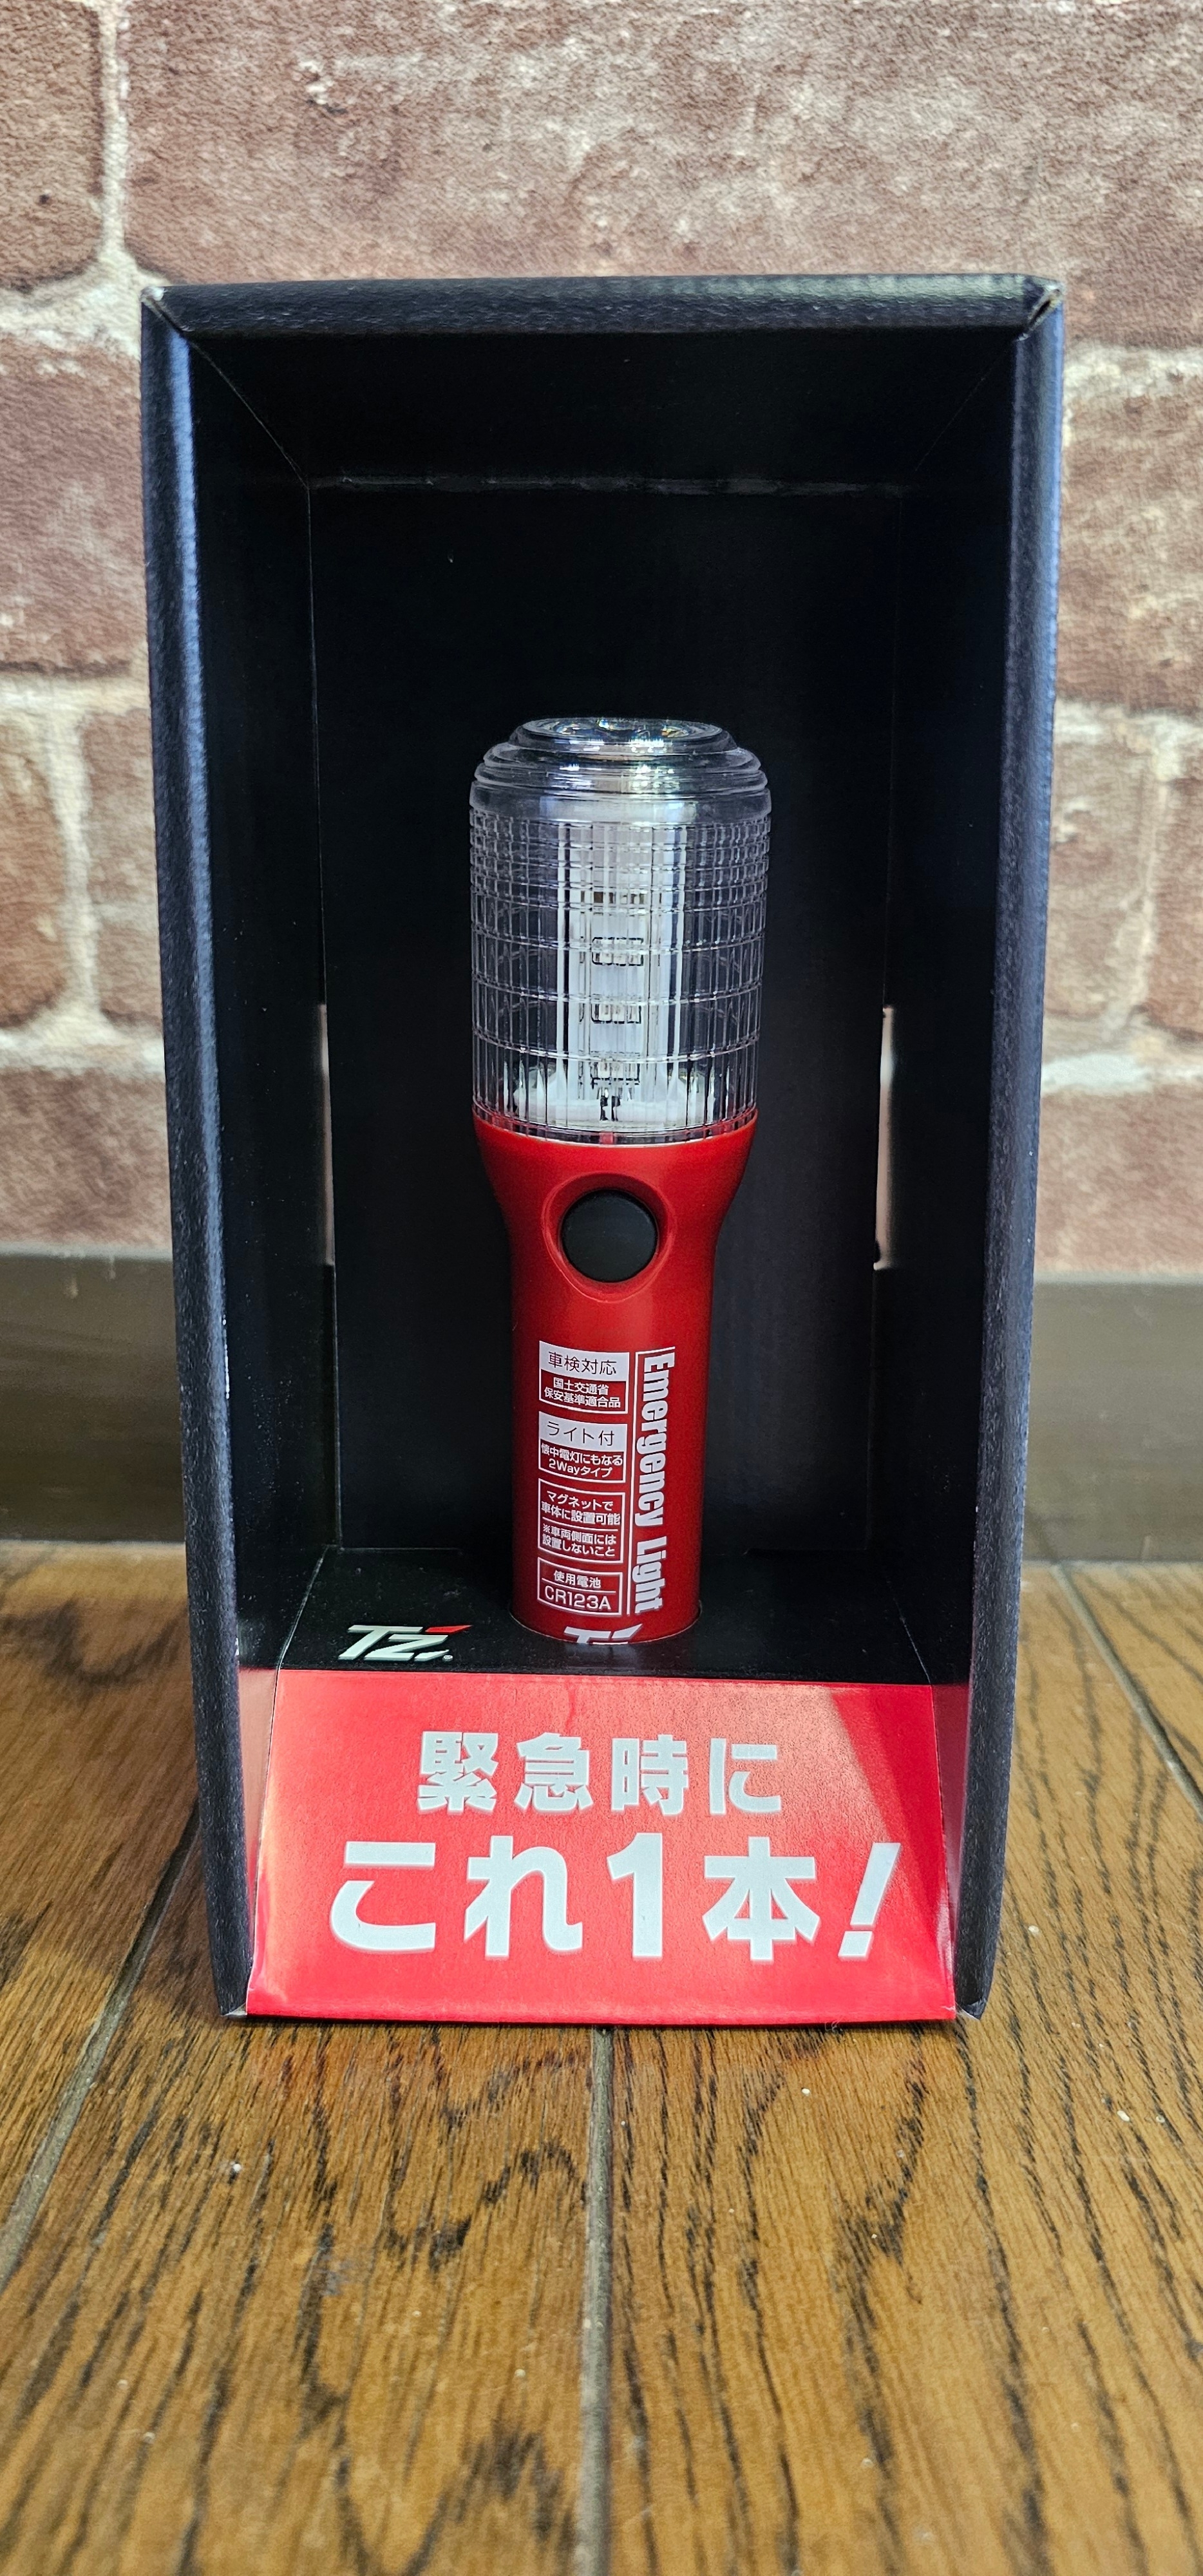 車検対応
国土交通省
保安基準適合品
ライト付
懐中電灯にもなる
2Wayタイプ
マグネットで
車体に設置可能
※車両側面には
設置しないこと
使用電池
CR123A
Emergency Light
TZ
TZ
緊急時に
これ1本!